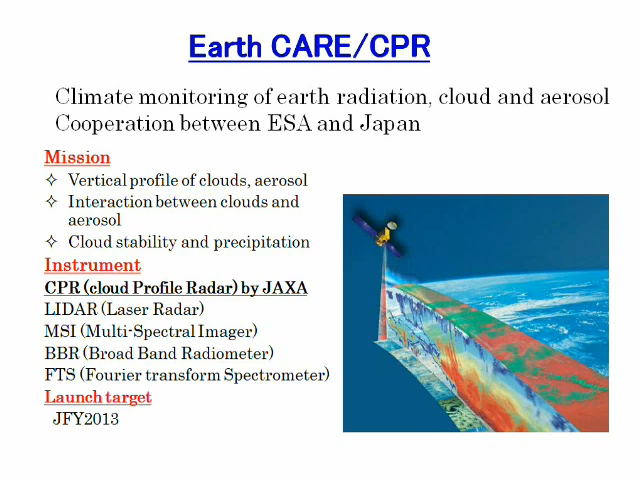 Earth CARE/CPR
Climate monitoring of earth radiation, cloud and aerosol
Cooperation between ESA and Japan
Mission
✧ Vertical profile of clouds, aerosol
✧ Interaction between clouds and
aerosol
✧ Cloud stability and precipitation
Instrument
CPR (cloud Profile Radar) by JAXA
LIDAR (Laser Radar)
MSI (Multi-Spectral Imager)
BBR (Broad Band Radiometer)
FTS (Fourier transform Spectrometer)
Launch target
JFY2013